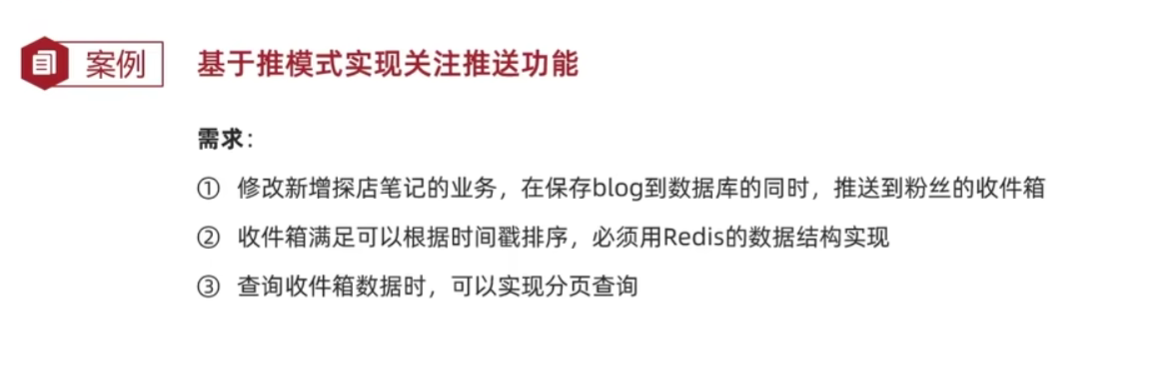 案例 基于推模式实现关注推送功能
需求：
① 修改新增探店笔记的业务，在保存blog到数据库的同时，推送到粉丝的收件箱
② 收件箱满足可以根据时间戳排序，必须用Redis的数据结构实现
③ 查询收件箱数据时，可以实现分页查询